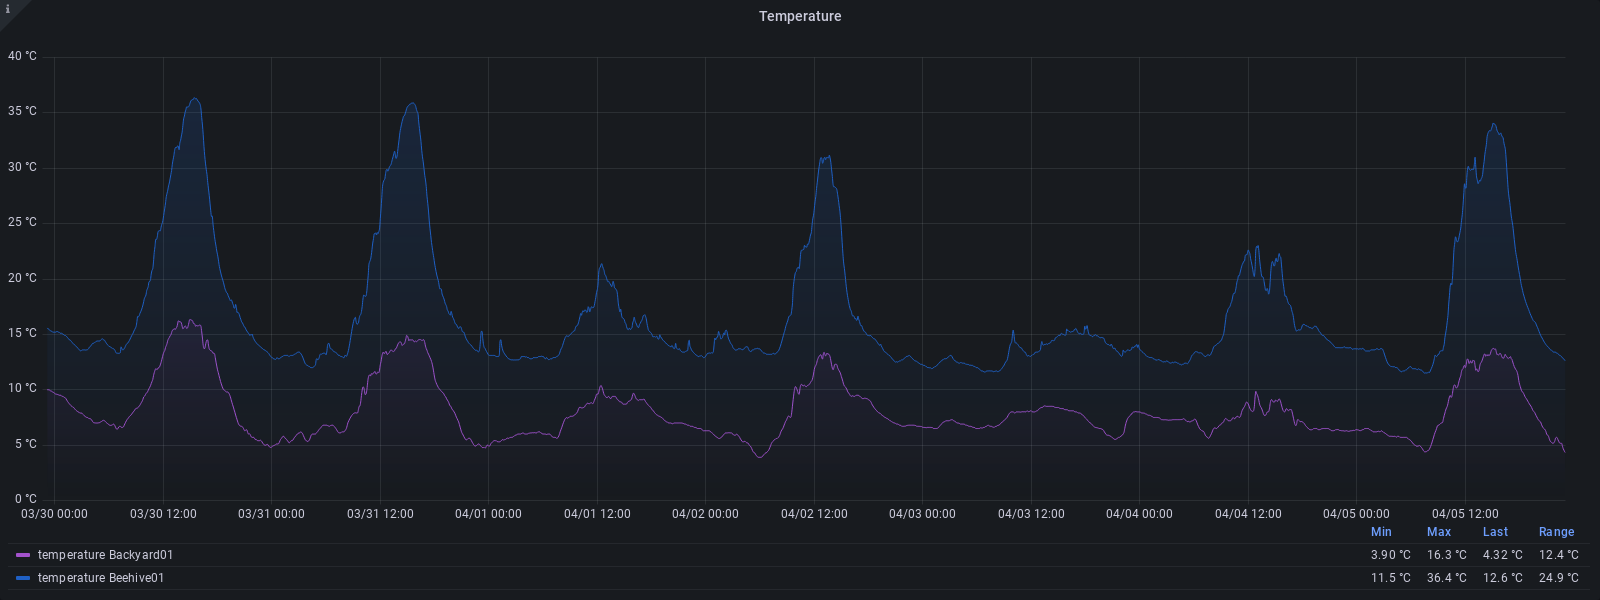 i
Temperature
40 °C
35 °C
30 °C
25 °C
20 °C
15 °C
10 °C
5 °C
0 °C
03/30 00:00 03/30 12:00 03/31 00:00 03/31 12:00 04/01 00:00 04/01 12:00 04/02 00:00 04/02 12:00 04/03 00:00 04/03 12:00 04/04 00:00 04/04 12:00 04/05 00:00 04/05 12:00
Min Max Last Range
temperature Backyard01 3.90 °C 16.3 °C 4.32 °C 12.4 °C
temperature Beehive01 11.5 °C 36.4 °C 12.6 °C 24.9 °C